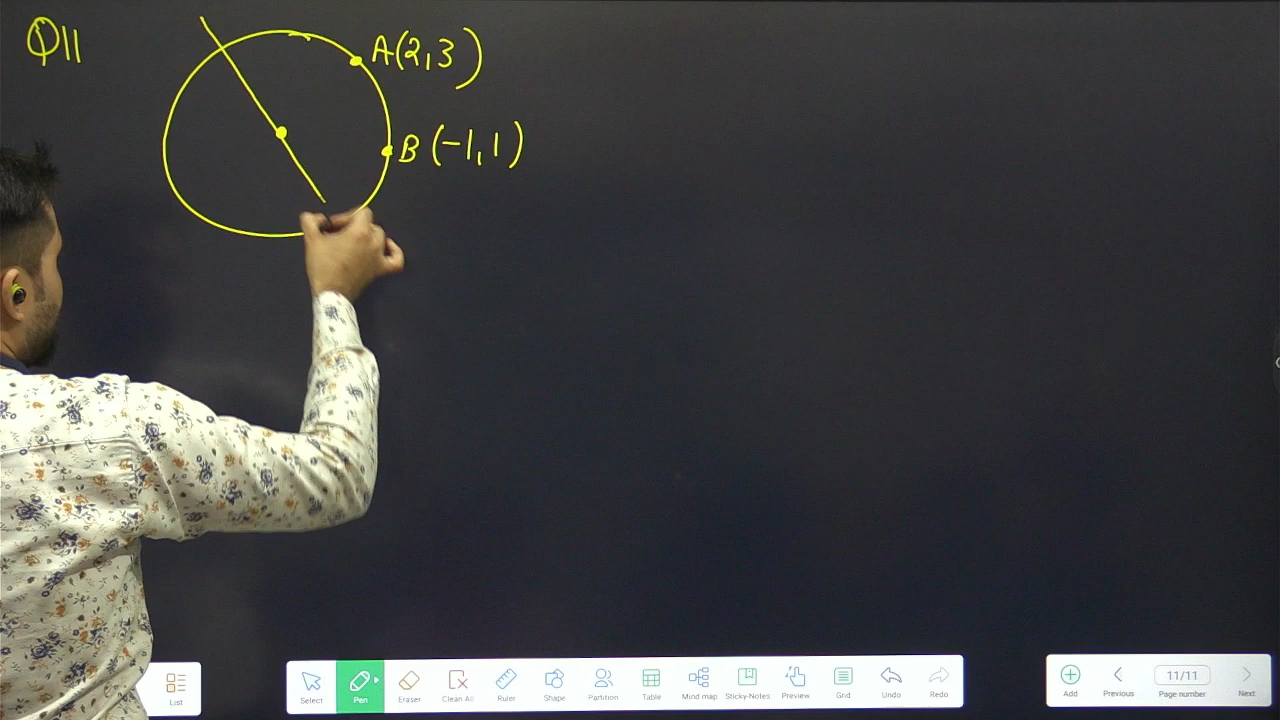 Q11
A(2,3)
B(-1,1)
List
Select
Pen
Eraser
Clean All
Ruler
Shape
Partition
Table
Mind map
Sticky-Notes
Preview
Grid
Undo
Redo
Add
Previous
11/11
Page number
Next